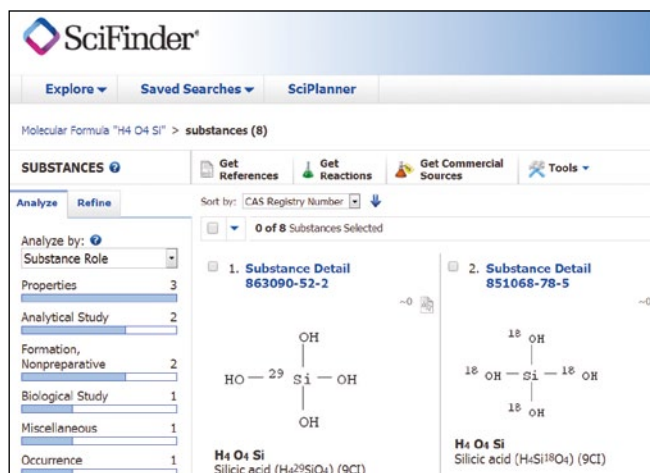 SciFinder®
Explore Saved Searches SciPlanner
Molecular Formula "H4 O4 Si" > substances (8)
SUBSTANCES
Get References
Get Reactions
Get Commercial Sources
Tools
Analyze Refine
Sort by: CAS Registry Number
0 of 8 Substances Selected
Analyze by:
Substance Role
Properties 3
Analytical Study 2
Formation,
Nonpreparative 2
Biological Study 1
Miscellaneous 1
Occurrence 1
1. Substance Detail
863090-52-2
~0
OH
HO 29 Si OH
OH
H4 O4 Si
Silicic acid (H4 29SiO4) (9CI)
2. Substance Detail
851068-78-5
~0
18 OH
18 OH Si 18 OH
18 OH
H4 O4 Si
Silicic acid (H4Si18O4) (9CI)